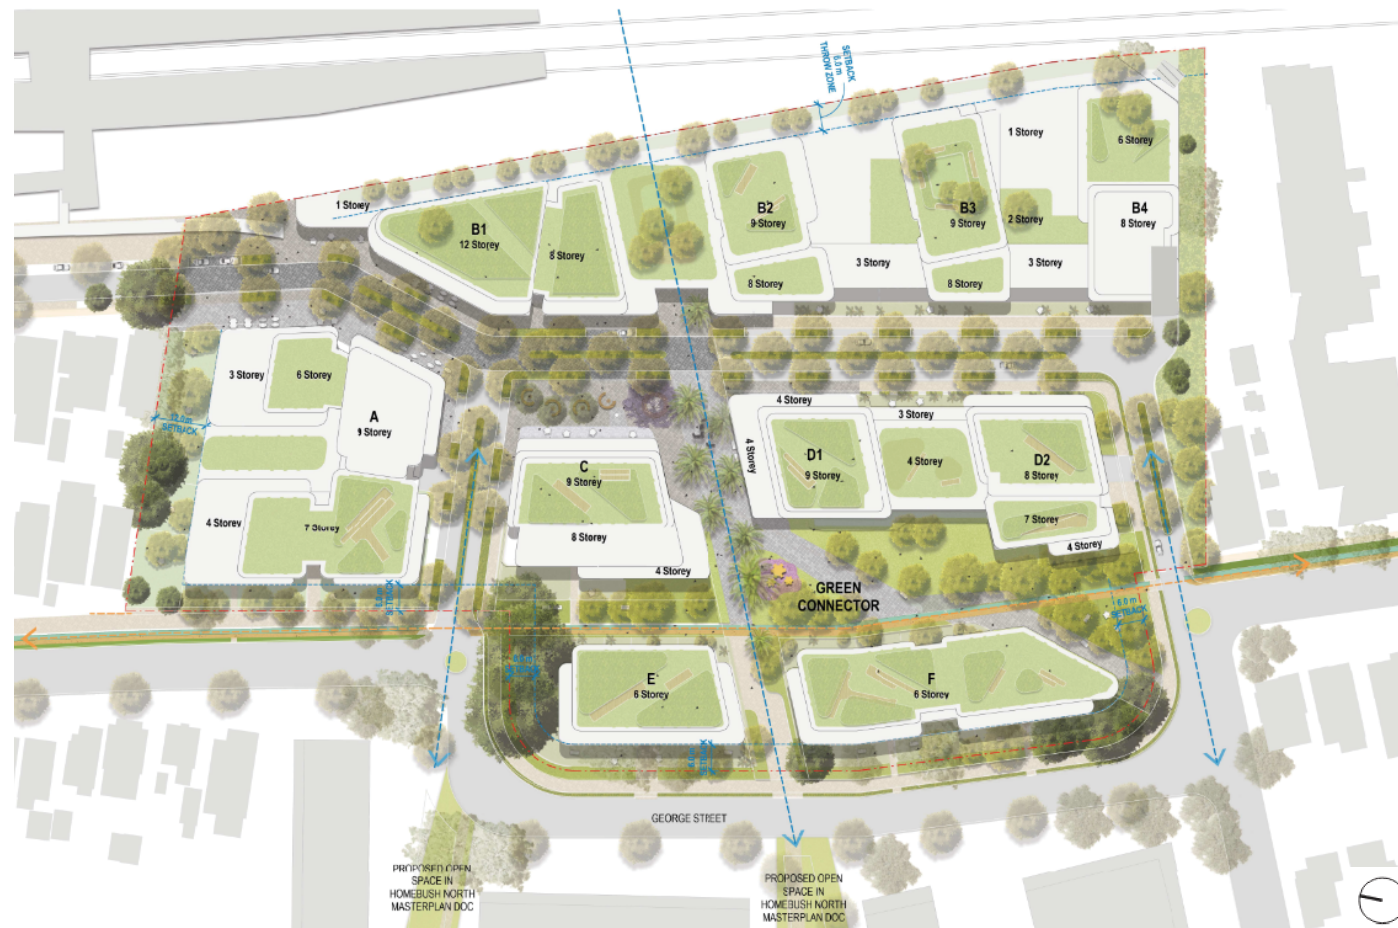 SETBACK
6.0 m
THROW ZONE
1 Storey
6 Storey
1 Storey
B1
12 Storey
8 Storey
B2
9 Storey
B3
9 Storey
2 Storey
B4
8 Storey
3 Storey
3 Storey
8 Storey
8 Storey
3 Storey
6 Storey
A
9 Storey
12.0m
SETBACK
4 Storey
3 Storey
4 Storey
D1
9 Storey
4 Storey
D2
8 Storey
C
9 Storey
8 Storey
4 Storey
4 Storey
7 Storey
7 Storey
4 Storey
SETBACK
GREEN
CONNECTOR
6.0 m
SETBACK
SETBACK
E
6 Storey
F
6 Storey
SETBACK
GEORGE STREET
PROPOSED OPEN
SPACE IN
HOMEBUSH NORTH
MASTERPLAN DOC
PROPOSED OPEN
SPACE IN
HOMEBUSH NORTH
MASTERPLAN DOC